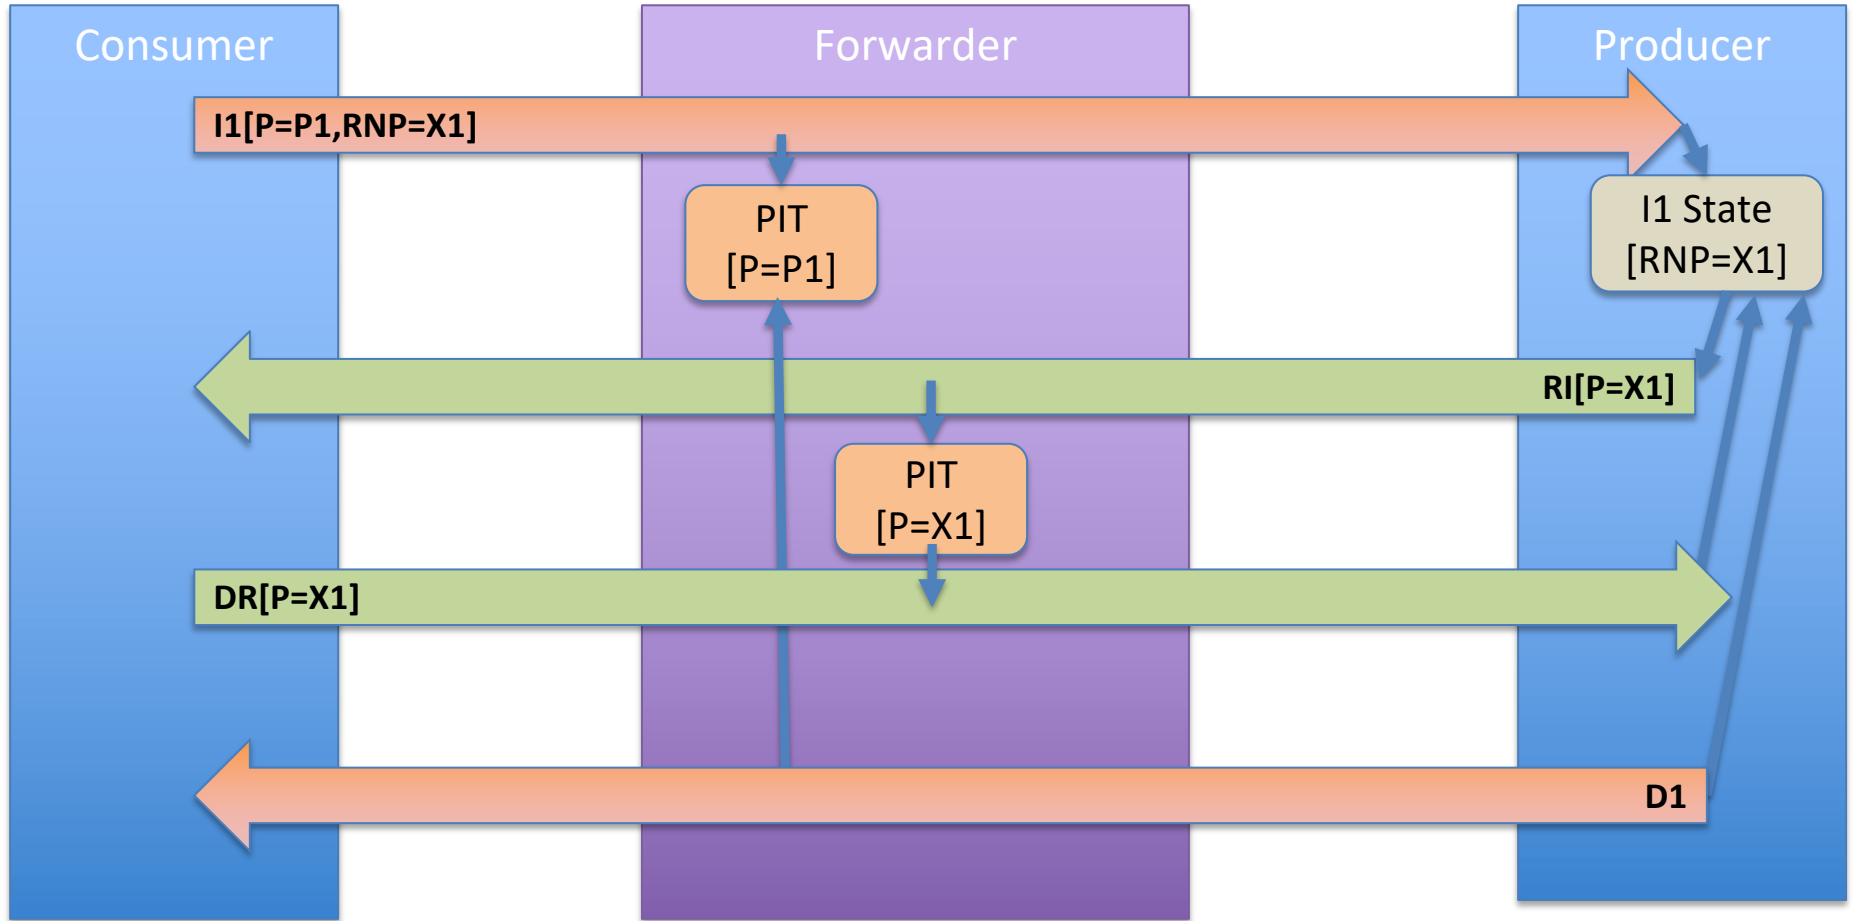 Consumer
Forwarder
Producer
I1[P=P1,RNP=X1]
PIT
[P=P1]
I1 State
[RNP=X1]
RI[P=X1]
PIT
[P=X1]
DR[P=X1]
D1